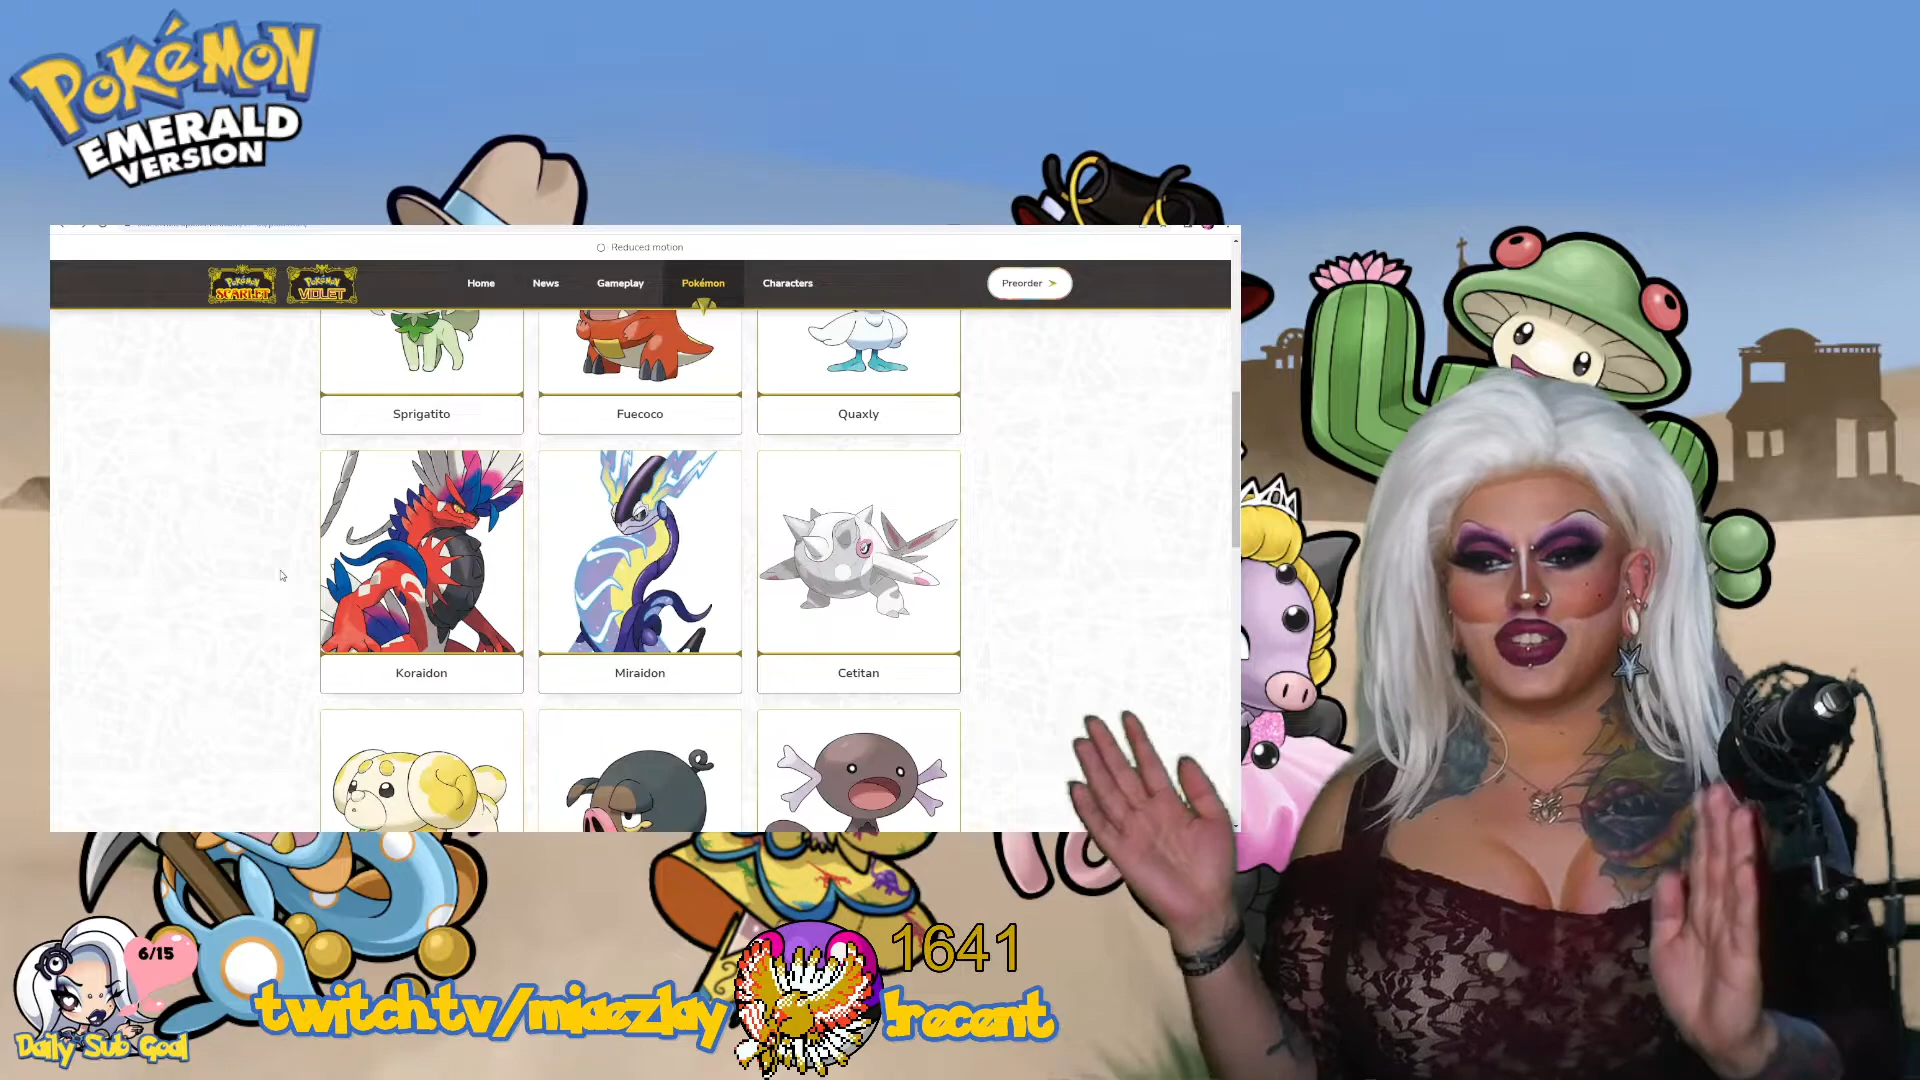 POKéMON
EMERALD
VERSION
Reduced motion
POKéMON
SCARLET
POKéMON
VIOLET
Home
News
Gameplay
Pokémon
Characters
Preorder
Sprigatito
Fuecoco
Quaxly
Koraidon
Miraidon
Cetitan
6/15
Daily Sub Goal
twitch.tv/miaezlay
1641
!recent